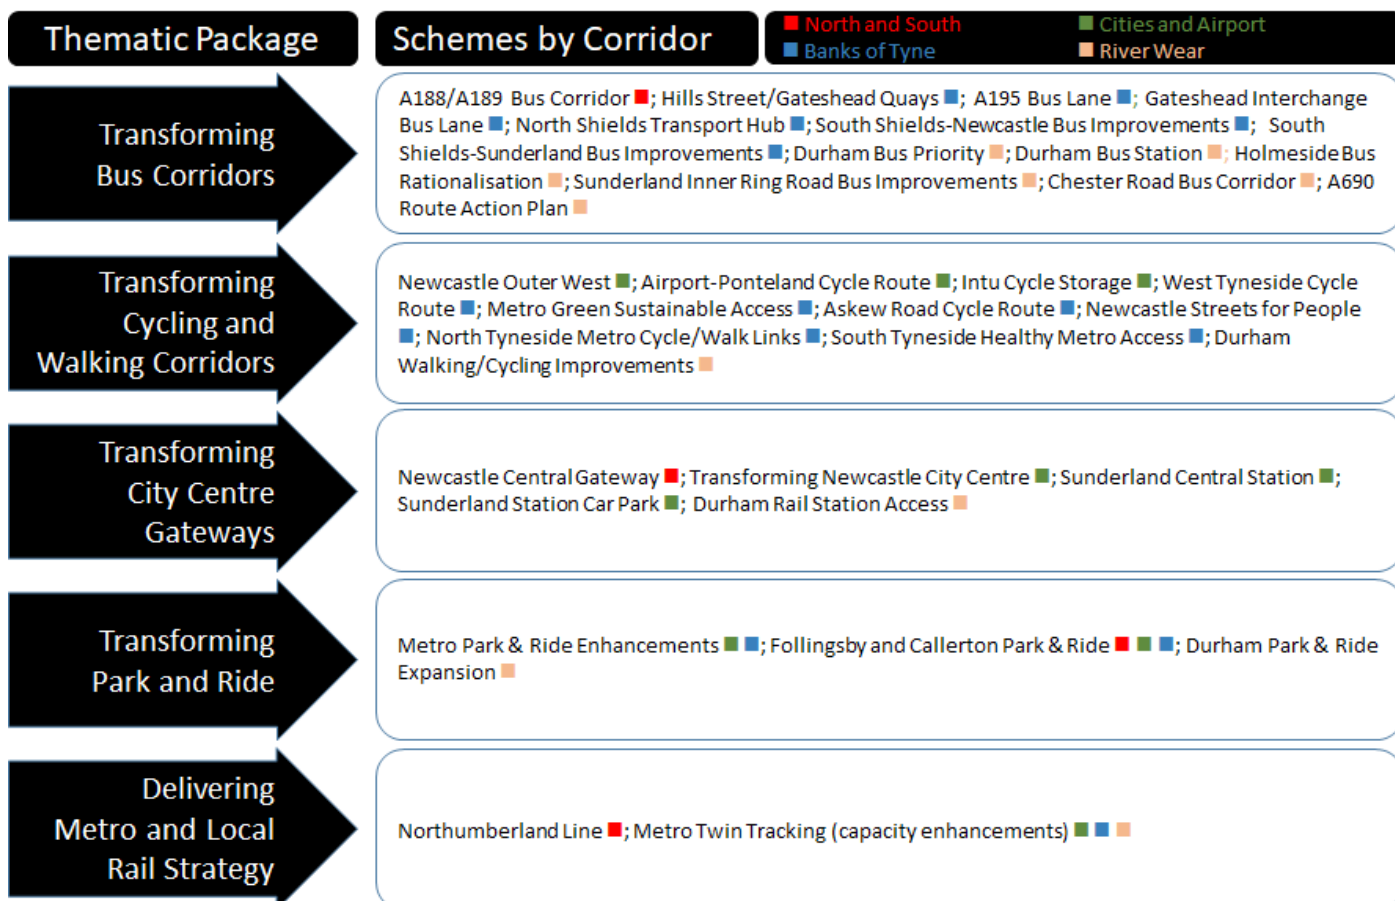 Thematic Package
Schemes by Corridor
North and South
Cities and Airport
Banks of Tyne
River Wear
Transforming
Bus Corridors
A188/A189 Bus Corridor ; Hills Street/Gateshead Quays ; A195 Bus Lane ; Gateshead Interchange
Bus Lane ; North Shields Transport Hub ; South Shields-Newcastle Bus Improvements ; South
Shields-Sunderland Bus Improvements ; Durham Bus Priority ; Durham Bus Station ; Holmeside Bus
Rationalisation ; Sunderland Inner Ring Road Bus Improvements ; Chester Road Bus Corridor ; A690
Route Action Plan
Transforming
Cycling and
Walking Corridors
Newcastle Outer West ; Airport-Ponteland Cycle Route ; Intu Cycle Storage ; West Tyneside Cycle
Route ; Metro Green Sustainable Access ; Askew Road Cycle Route ; Newcastle Streets for People
; North Tyneside Metro Cycle/Walk Links ; South Tyneside Healthy Metro Access ; Durham
Walking/Cycling Improvements
Transforming
City Centre
Gateways
Newcastle Central Gateway ; Transforming Newcastle City Centre ; Sunderland Central Station ;
Sunderland Station Car Park ; Durham Rail Station Access
Transforming
Park and Ride
Metro Park & Ride Enhancements ; Follingsby and Callerton Park & Ride ; Durham Park & Ride
Expansion
Delivering
Metro and Local
Rail Strategy
Northumberland Line ; Metro Twin Tracking (capacity enhancements)